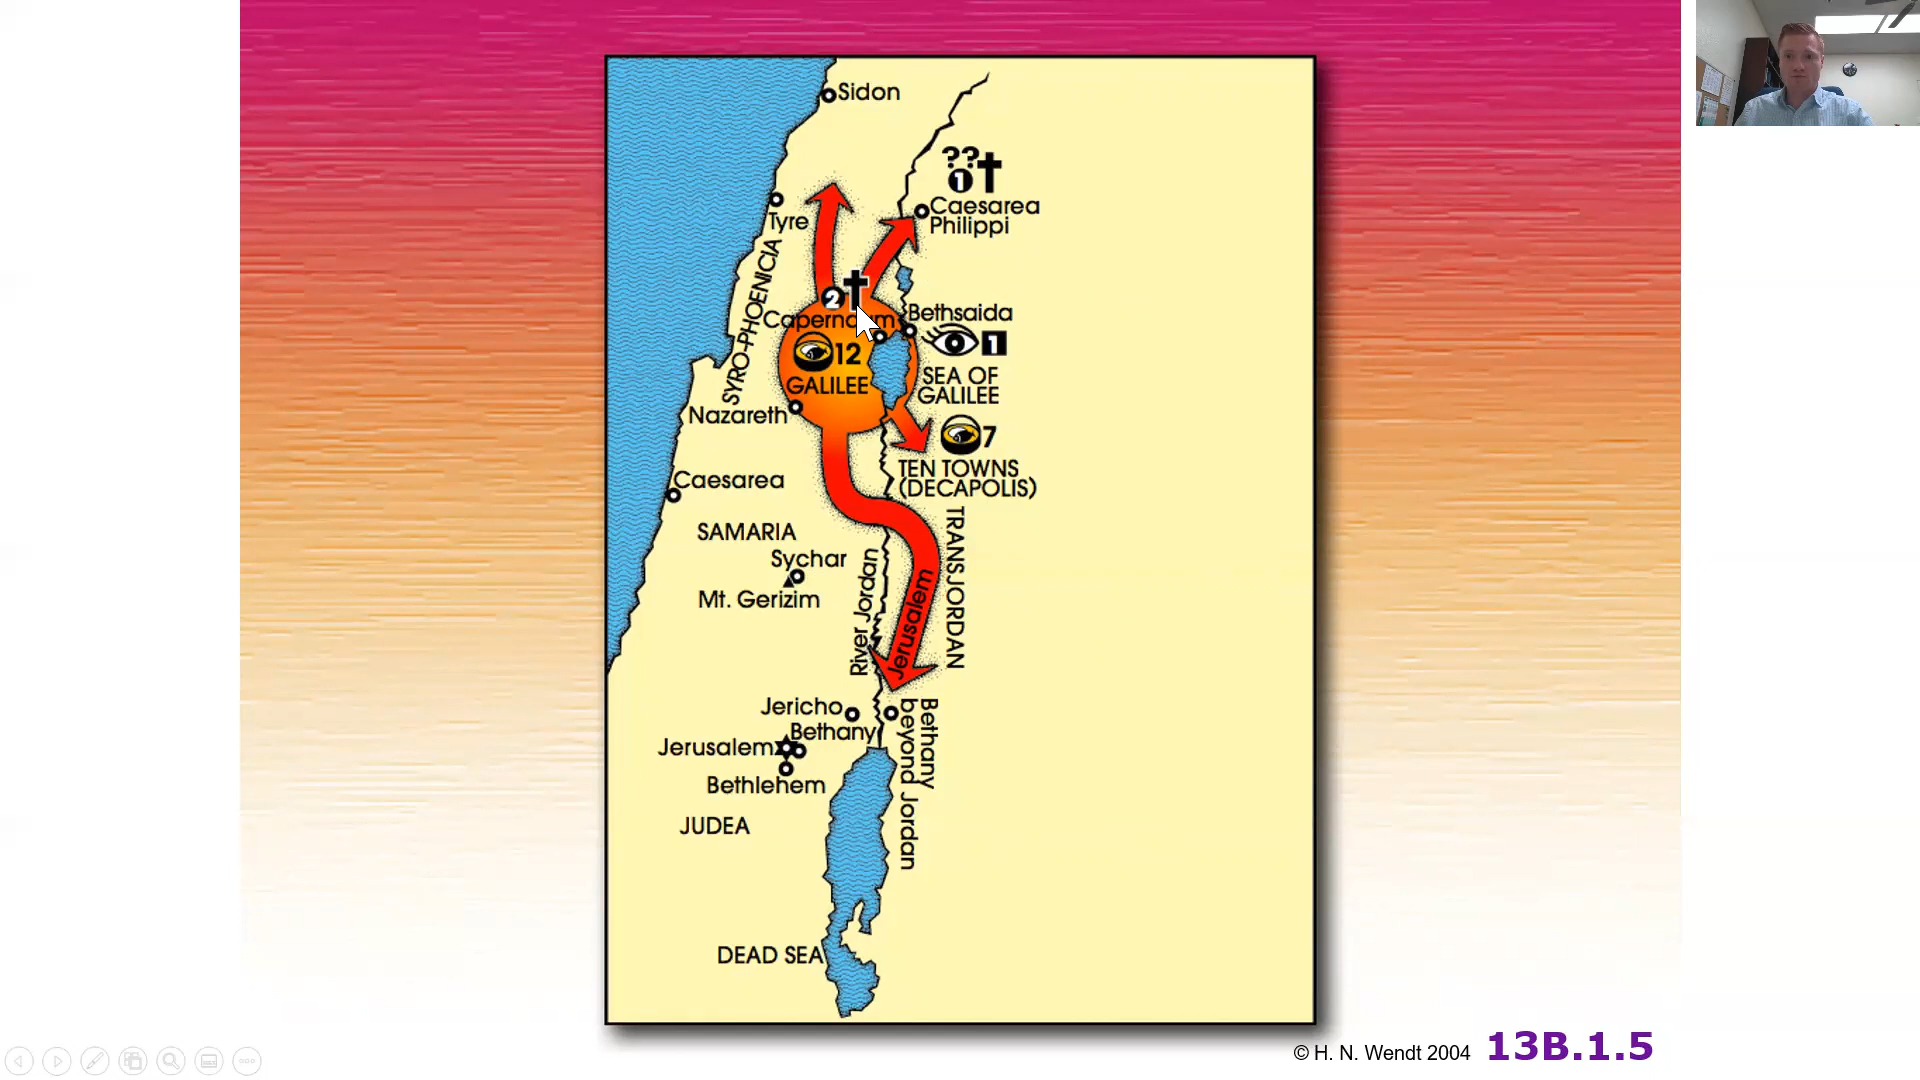 Sidon
??
1
Caesarea
Philippi
Tyre
SYRO-PHOENICIA
2
Capernaum
Bethsaida
12
1
GALILEE
SEA OF
GALILEE
Nazareth
7
TEN TOWNS
(DECAPOLIS)
Caesarea
SAMARIA
TRANSJORDAN
Sychar
Mt. Gerizim
River Jordan
Jerusalem
Jericho
Bethany
Bethany
beyond Jordan
Jerusalem
Bethlehem
JUDEA
DEAD SEA
© H. N. Wendt 2004
13B.1.5